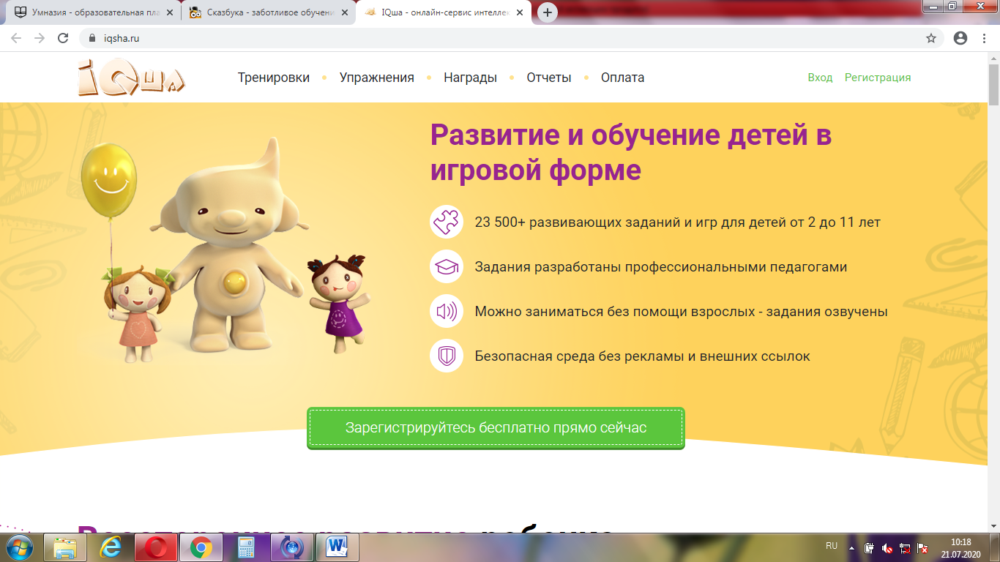 Умназия - образовательная пла
Сказбука - заботливое обучени
IQша - онлайн-сервис интеллек
iqsha.ru
IQша
Тренировки
Упражнения
Награды
Отчеты
Оплата
Вход
Регистрация
Развитие и обучение детей в
игровой форме
23 500+ развивающих заданий и игр для детей от 2 до 11 лет
Задания разработаны профессиональными педагогами
Можно заниматься без помощи взрослых - задания озвучены
Безопасная среда без рекламы и внешних ссылок
Зарегистрируйтесь бесплатно прямо сейчас
Всестороннее развитие ребенка
RU
10:18
21.07.2020